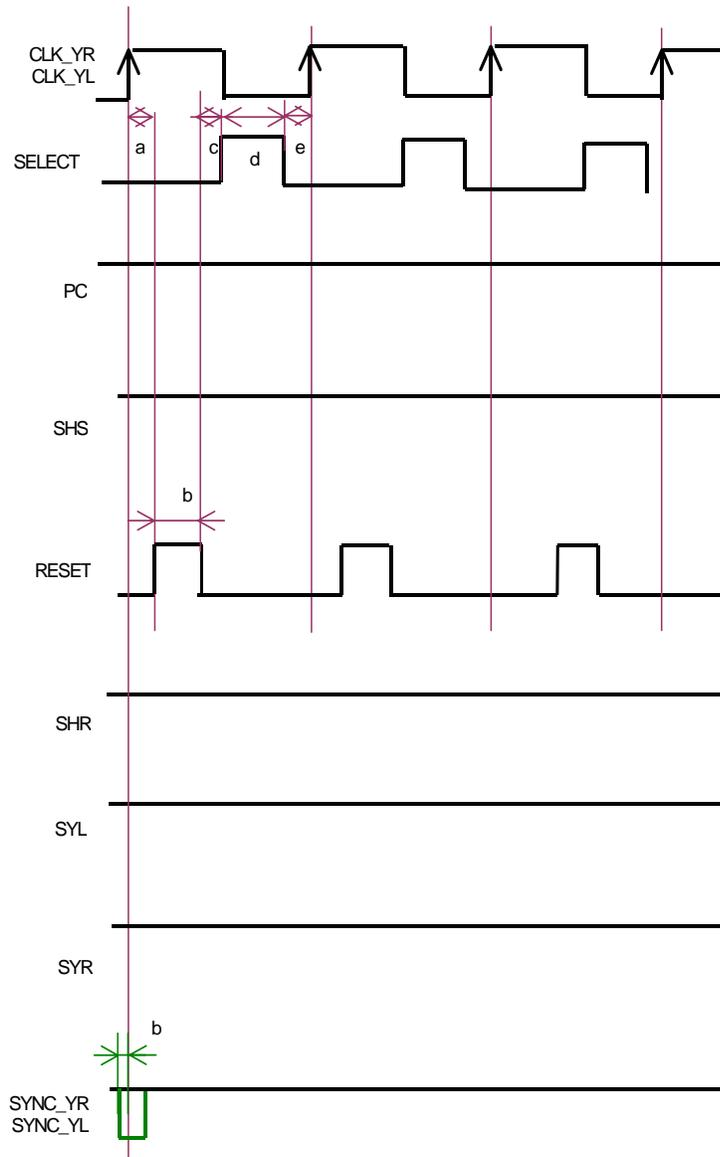 CLK_YR
CLK_YL
a
c
d
e
SELECT
PC
SHS
b
RESET
SHR
SYL
SYR
b
SYNC_YR
SYNC_YL